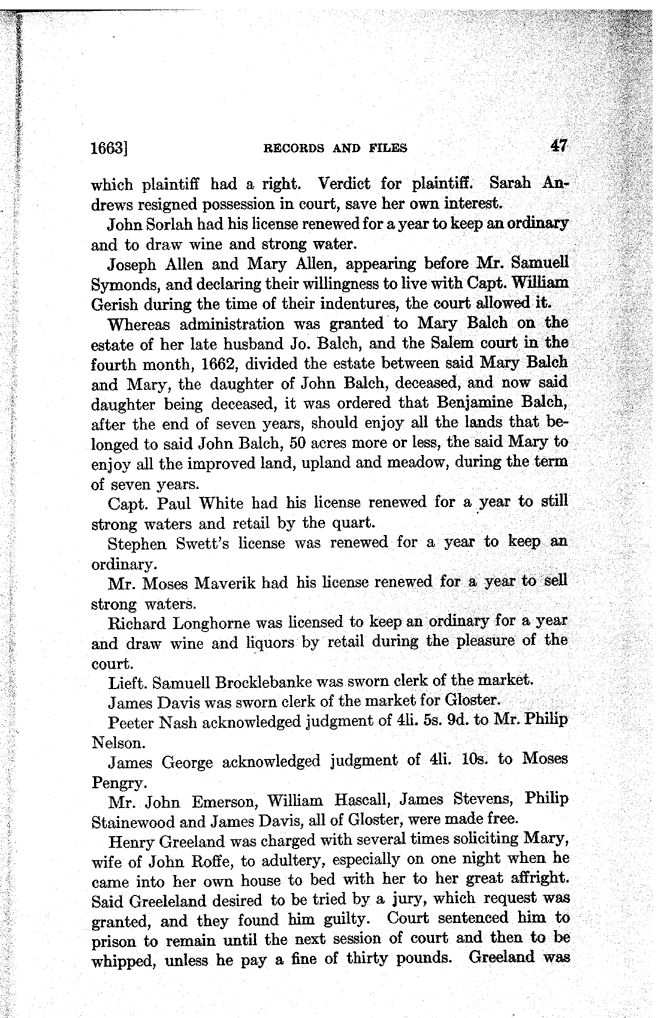 1663] RECORDS AND FILES 47
which plaintiff had a right. Verdict for plaintiff. Sarah An-
drews resigned possession in court, save her own interest.
John Sorlah had his license renewed for a year to keep an ordinary
and to draw wine and strong water.
Joseph Allen and Mary Allen, appearing before Mr. Samuell
Symonds, and declaring their willingness to live with Capt. William
Gerish during the time of their indentures, the court allowed it.
Whereas administration was granted to Mary Balch on the
estate of her late husband Jo. Balch, and the Salem court in the
fourth month, 1662, divided the estate between said Mary Balch
and Mary, the daughter of John Balch, deceased, and now said
daughter being deceased, it was ordered that Benjamine Balch,
after the end of seven years, should enjoy all the lands that be-
longed to said John Balch, 50 acres more or less, the said Mary to
enjoy all the improved land, upland and meadow, during the term
of seven years.
Capt. Paul White had his license renewed for a year to still
strong waters and retail by the quart.
Stephen Swett's license was renewed for a year to keep an
ordinary.
Mr. Moses Maverik had his license renewed for a year to sell
strong waters.
Richard Longhorne was licensed to keep an ordinary for a year
and draw wine and liquors by retail during the pleasure of the
court.
Lieft. Samuell Brocklebanke was sworn clerk of the market.
James Davis was sworn clerk of the market for Gloster.
Peeter Nash acknowledged judgment of 4li. 5s. 9d. to Mr. Philip
Nelson.
James George acknowledged judgment of 4li. 10s. to Moses
Pengry.
Mr. John Emerson, William Hascall, James Stevens, Philip
Stainewood and James Davis, all of Gloster, were made free.
Henry Greeland was charged with several times soliciting Mary,
wife of John Roffe, to adultery, especially on one night when he
came into her own house to bed with her to her great affright.
Said Greeleland desired to be tried by a jury, which request was
granted, and they found him guilty. Court sentenced him to
prison to remain until the next session of court and then to be
whipped, unless he pay a fine of thirty pounds. Greeland was